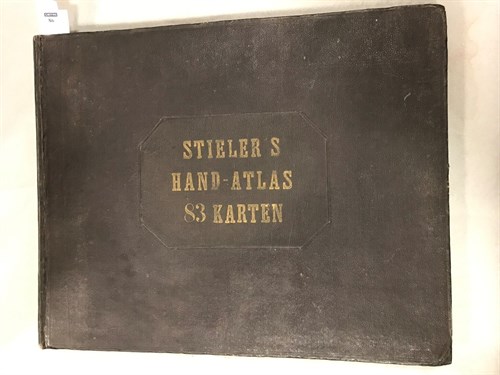 STIELER S
HAND-ATLAS
83 KARTEN